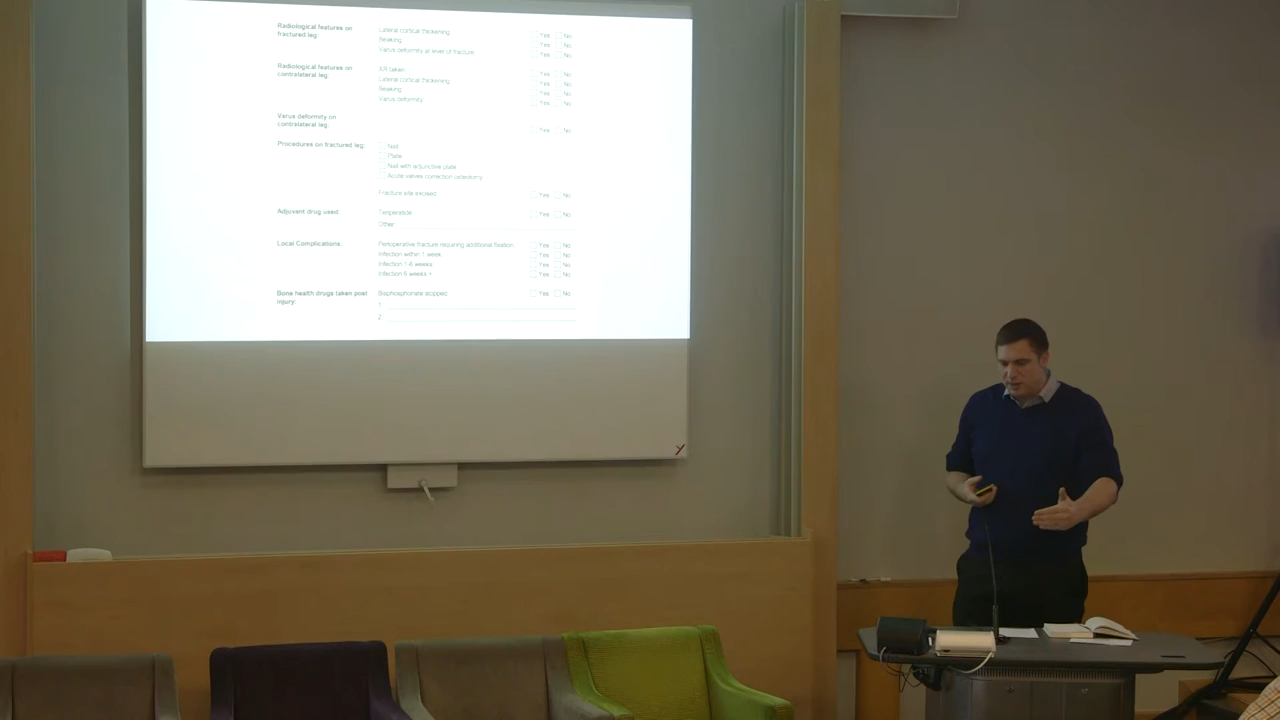 Radiological features on
fractured leg:
Lateral cortical thickening Yes No
Beaking Yes No
Varus deformity at level of fracture Yes No
Radiological features on
contralateral leg:
XR taken Yes No
Lateral cortical thickening Yes No
Beaking Yes No
Varus deformity Yes No
Varus deformity on
contralateral leg:
Yes No
Procedures on fractured leg:
Nail
Plate
Nail with adjunctive plate
Acute valves correction osteotomy
Fracture site excised Yes No
Adjuvant drug used:
Teriperatide Yes No
Other
Local Complications:
Perioperative fracture requiring additional fixation Yes No
Infection within 1 week Yes No
Infection 1-6 weeks Yes No
Infection 6 weeks + Yes No
Bone health drugs taken post
injury:
Bisphosphonate stopped Yes No
1.
2.